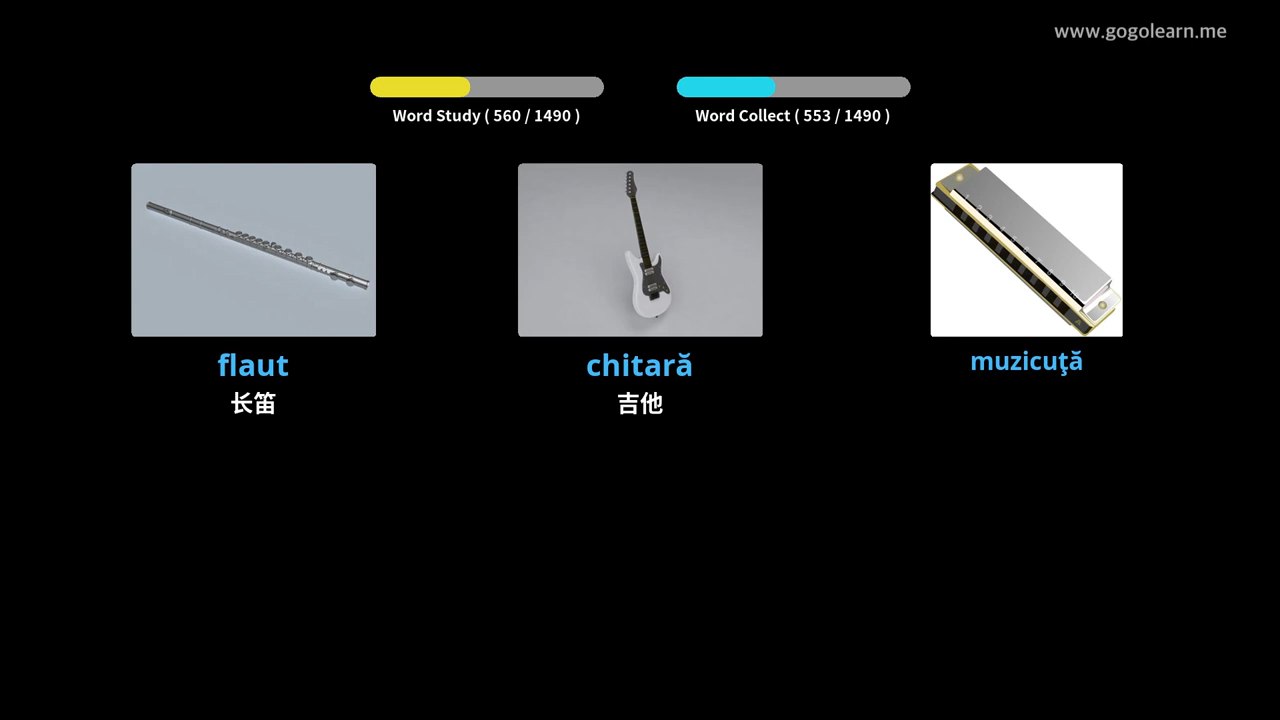 www.gogolearn.me
Word Study ( 560 / 1490 )
Word Collect ( 553 / 1490 )
flaut
chitară
muzicuţă
长笛
吉他